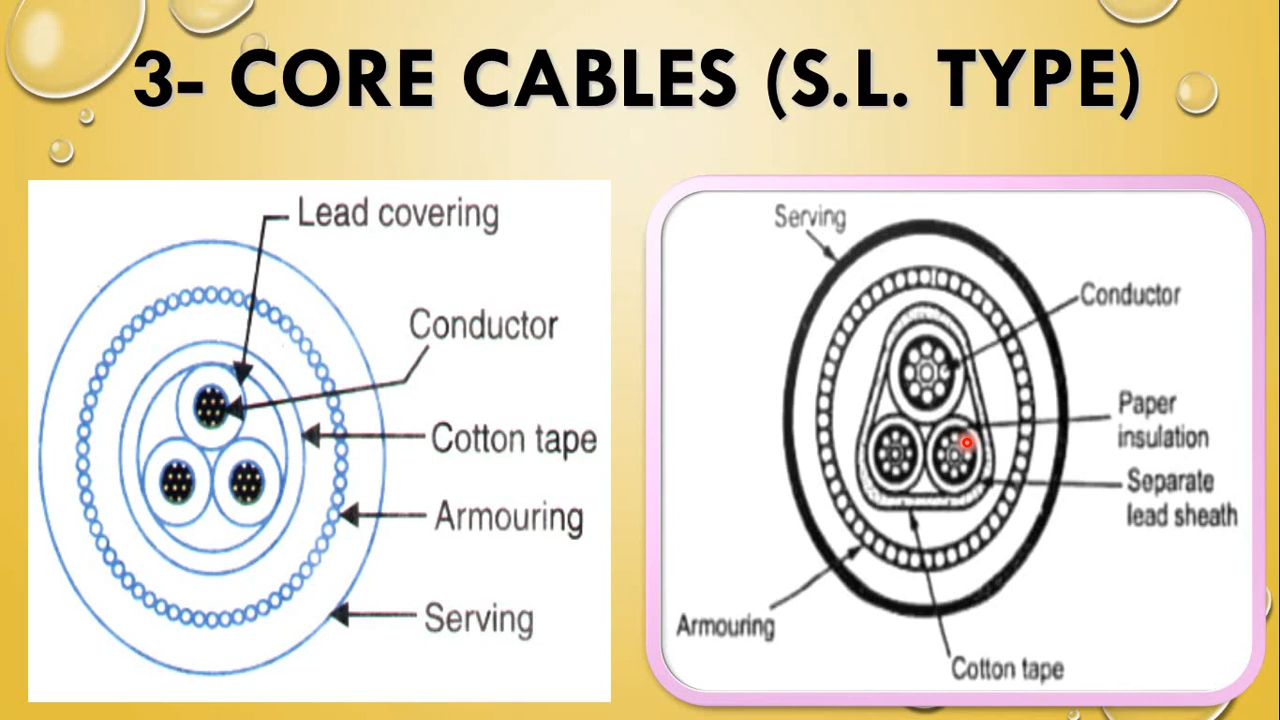 3- CORE CABLES (S.L. TYPE)
Lead covering
Conductor
Cotton tape
Armouring
Serving
Serving
Conductor
Paper
insulation
Separate
lead sheath
Armouring
Cotton tape